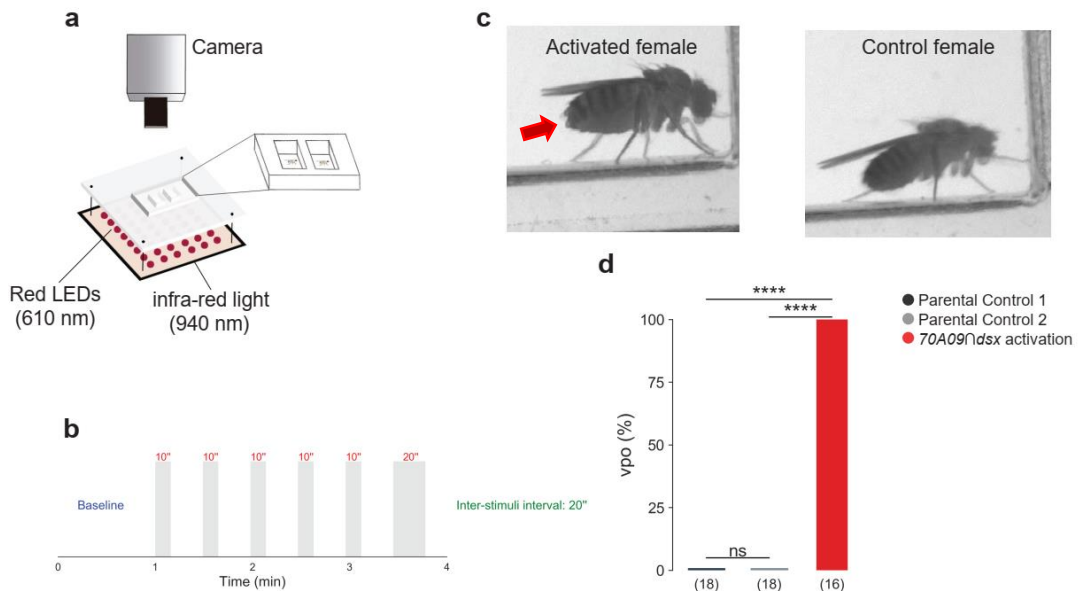 a
Camera
Red LEDs
(610 nm)
infra-red light
(940 nm)
b
10"
10"
10"
10"
10"
20"
Baseline
Inter-stimuli interval: 20"
0
1
2
3
4
Time (min)
c
Activated female
Control female
d
****
****
Parental Control 1
Parental Control 2
70A09∩dsx activation
100
75
50
25
0
vpo (%)
ns
(18)
(18)
(16)